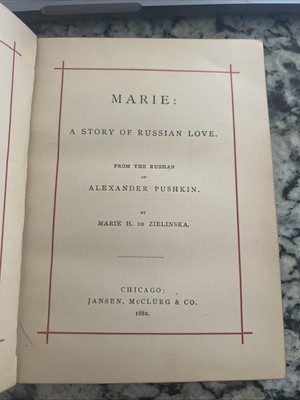 MARIE:
A STORY OF RUSSIAN LOVE.
FROM THE RUSSIAN
OF
ALEXANDER PUSHKIN.
BY
MARIE H. DE ZIELINSKA.
CHICAGO:
JANSEN, McCLURG & CO.
1882.